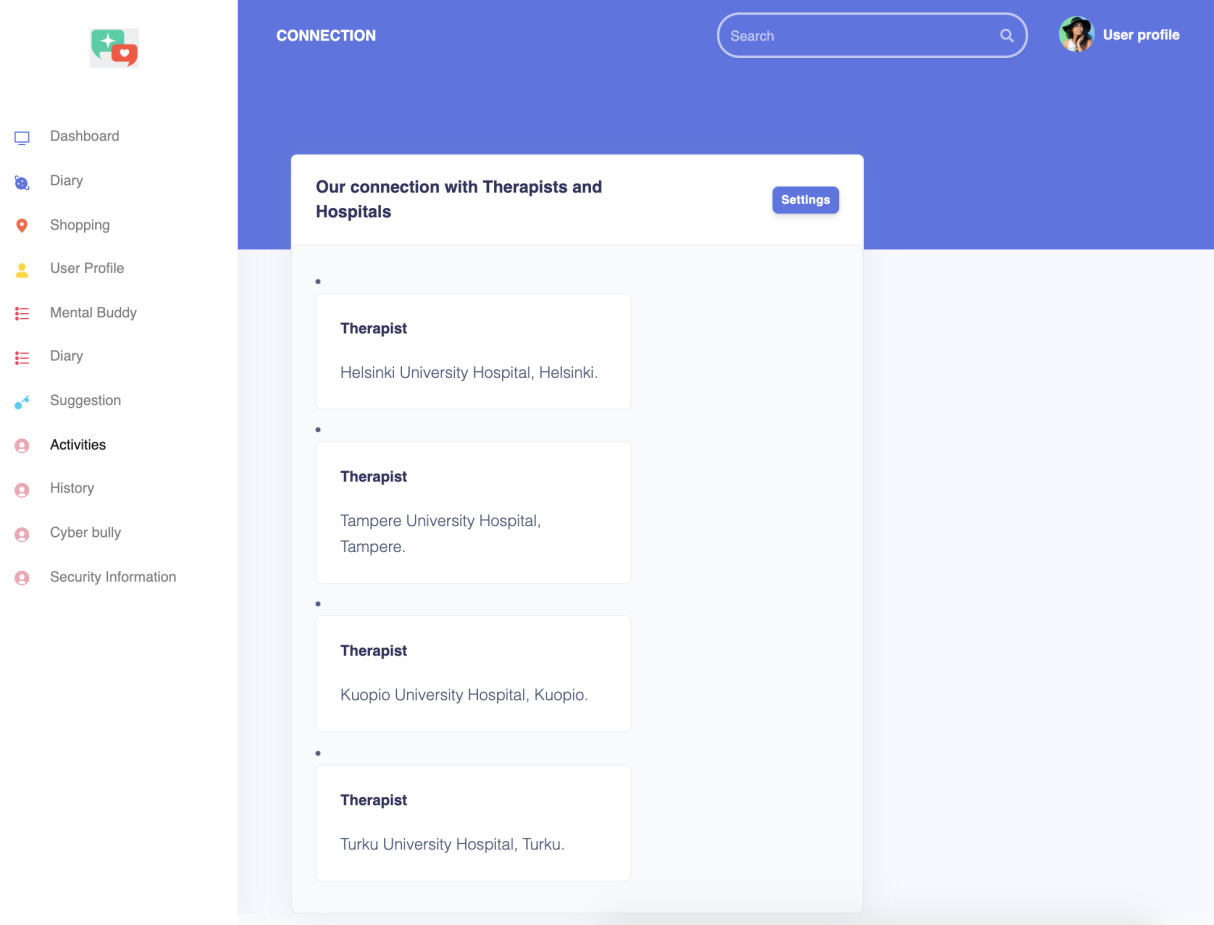 CONNECTION
Search
User profile
Dashboard
Diary
Shopping
User Profile
Mental Buddy
Diary
Suggestion
Activities
History
Cyber bully
Security Information
Our connection with Therapists and
Hospitals
Settings
Therapist
Helsinki University Hospital, Helsinki.
Therapist
Tampere University Hospital,
Tampere.
Therapist
Kuopio University Hospital, Kuopio.
Therapist
Turku University Hospital, Turku.